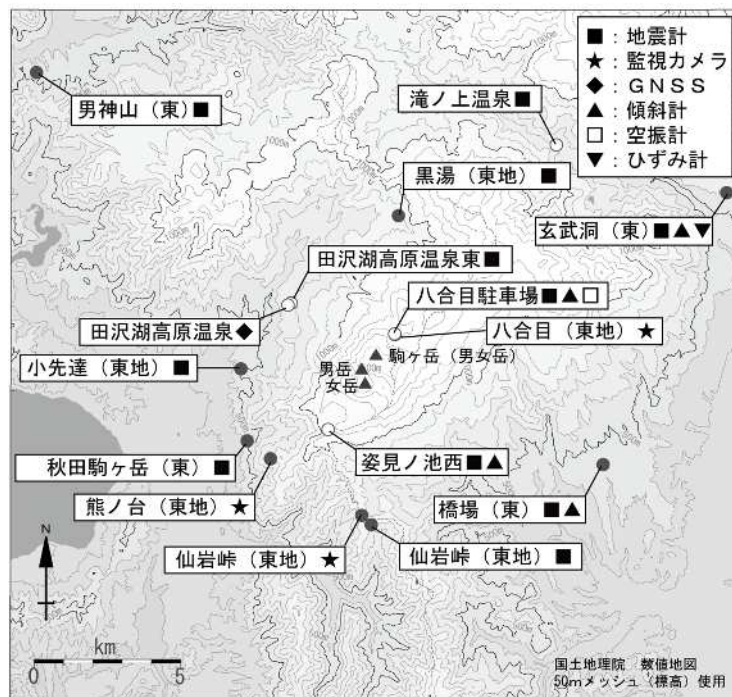 ■：地震計
★：監視カメラ
◆：ＧＮＳＳ
▲：傾斜計
□：空振計
▼：ひずみ計
男神山（東）■
滝ノ上温泉■
黒湯（東地）■
玄武洞（東）■▲▼
田沢湖高原温泉東■
八合目駐車場■▲□
田沢湖高原温泉◆
八合目（東地）★
駒ヶ岳（男女岳）
小先達（東地）■
男岳
女岳
秋田駒ヶ岳（東）■
姿見ノ池西■▲
熊ノ台（東地）★
橋場（東）■▲
仙岩峠（東地）★
仙岩峠（東地）■
N
km
0 5
国土地理院　数値地図
50mメッシュ（標高）使用
1000m
1000m
1000m
1000m